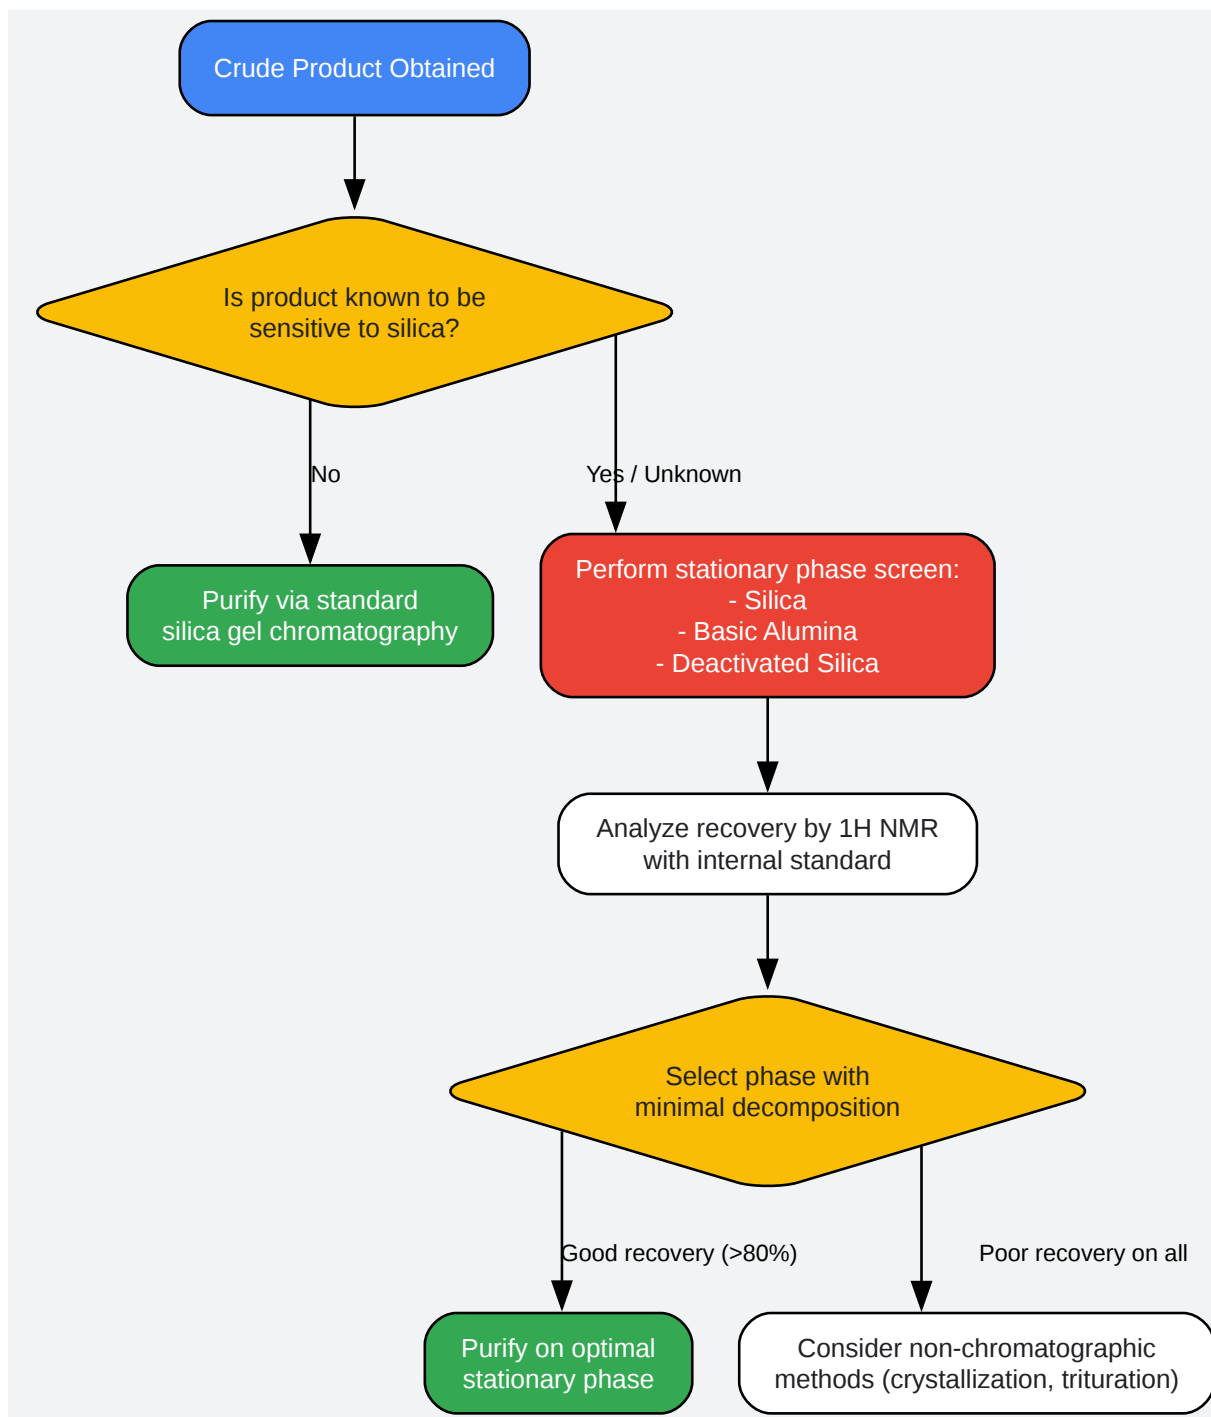 Crude Product Obtained
Is product known to be
sensitive to silica?
No
Yes / Unknown
Purify via standard
silica gel chromatography
Perform stationary phase screen:
- Silica
- Basic Alumina
- Deactivated Silica
Analyze recovery by 1H NMR
with internal standard
Select phase with
minimal decomposition
Good recovery (>80%)
Poor recovery on all
Purify on optimal
stationary phase
Consider non-chromatographic
methods (crystallization, trituration)